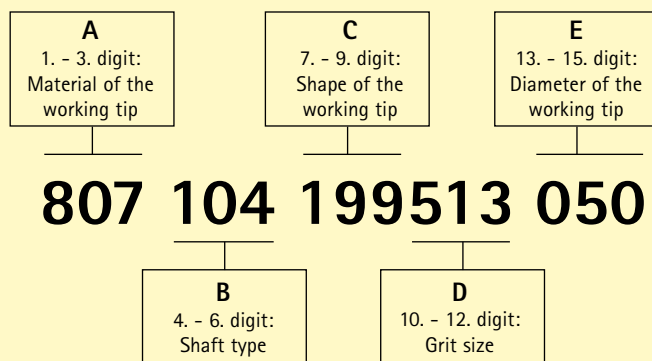 A
1. - 3. digit:
Material of the
working tip
C
7. - 9. digit:
Shape of the
working tip
E
13. - 15. digit:
Diameter of the
working tip
807 104 199513 050
B
4. - 6. digit:
Shaft type
D
10. - 12. digit:
Grit size